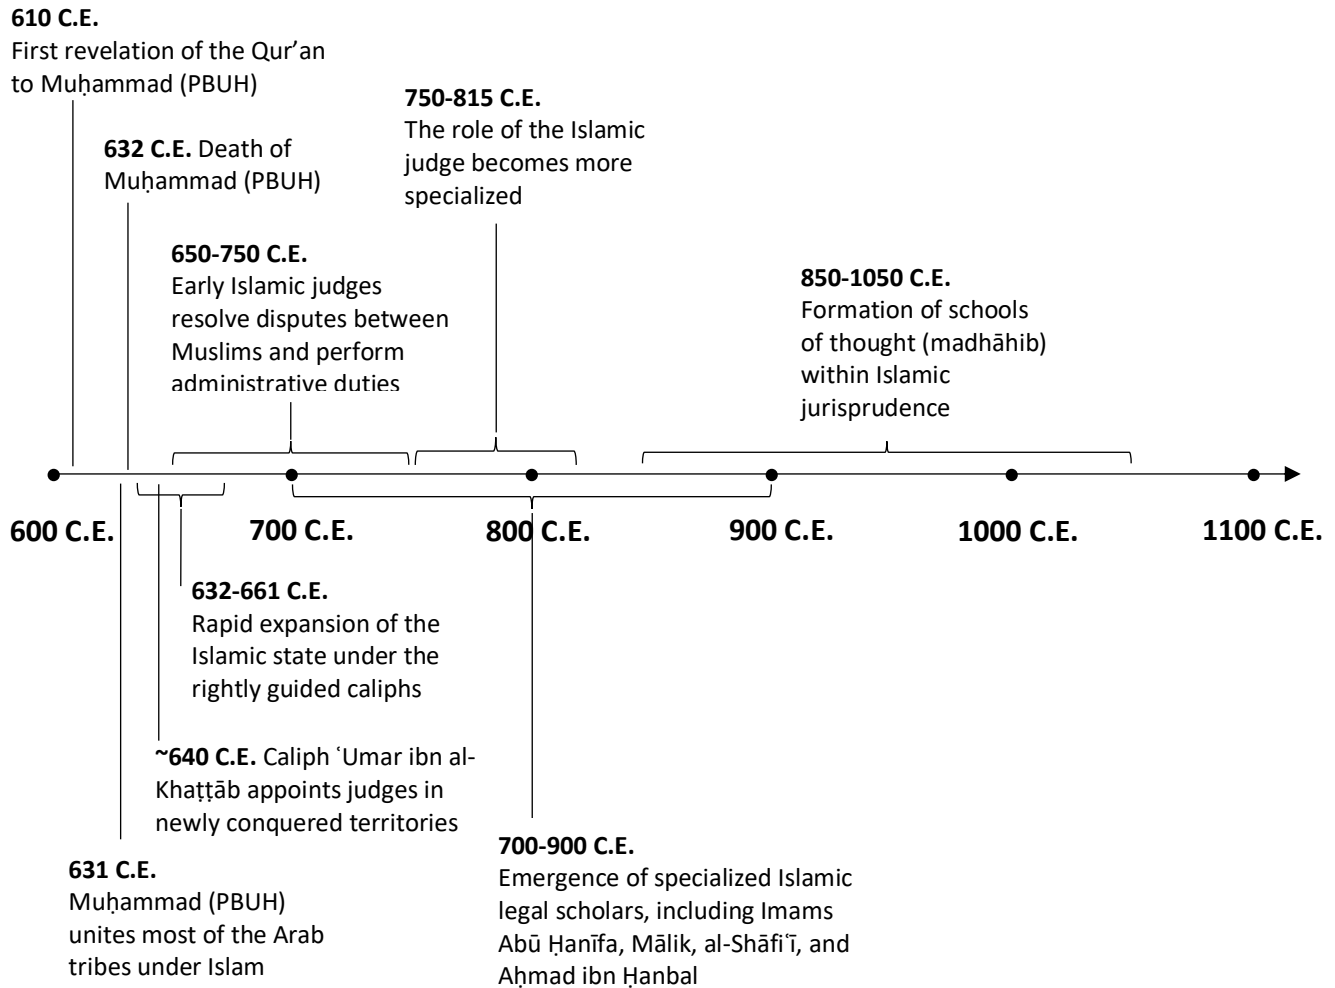 610 C.E.
First revelation of the Qur’an
to Muḥammad (PBUH)
632 C.E. Death of
Muḥammad (PBUH)
650-750 C.E.
Early Islamic judges
resolve disputes between
Muslims and perform
administrative duties
750-815 C.E.
The role of the Islamic
judge becomes more
specialized
850-1050 C.E.
Formation of schools
of thought (madhāhib)
within Islamic
jurisprudence
600 C.E.
700 C.E.
800 C.E.
900 C.E.
1000 C.E.
1100 C.E.
632-661 C.E.
Rapid expansion of the
Islamic state under the
rightly guided caliphs
~640 C.E. Caliph ʿUmar ibn al-
Khaṭṭāb appoints judges in
newly conquered territories
631 C.E.
Muḥammad (PBUH)
unites most of the Arab
tribes under Islam
700-900 C.E.
Emergence of specialized Islamic
legal scholars, including Imams
Abū Ḥanīfa, Mālik, al-Shāfiʿī, and
Aḥmad ibn Ḥanbal